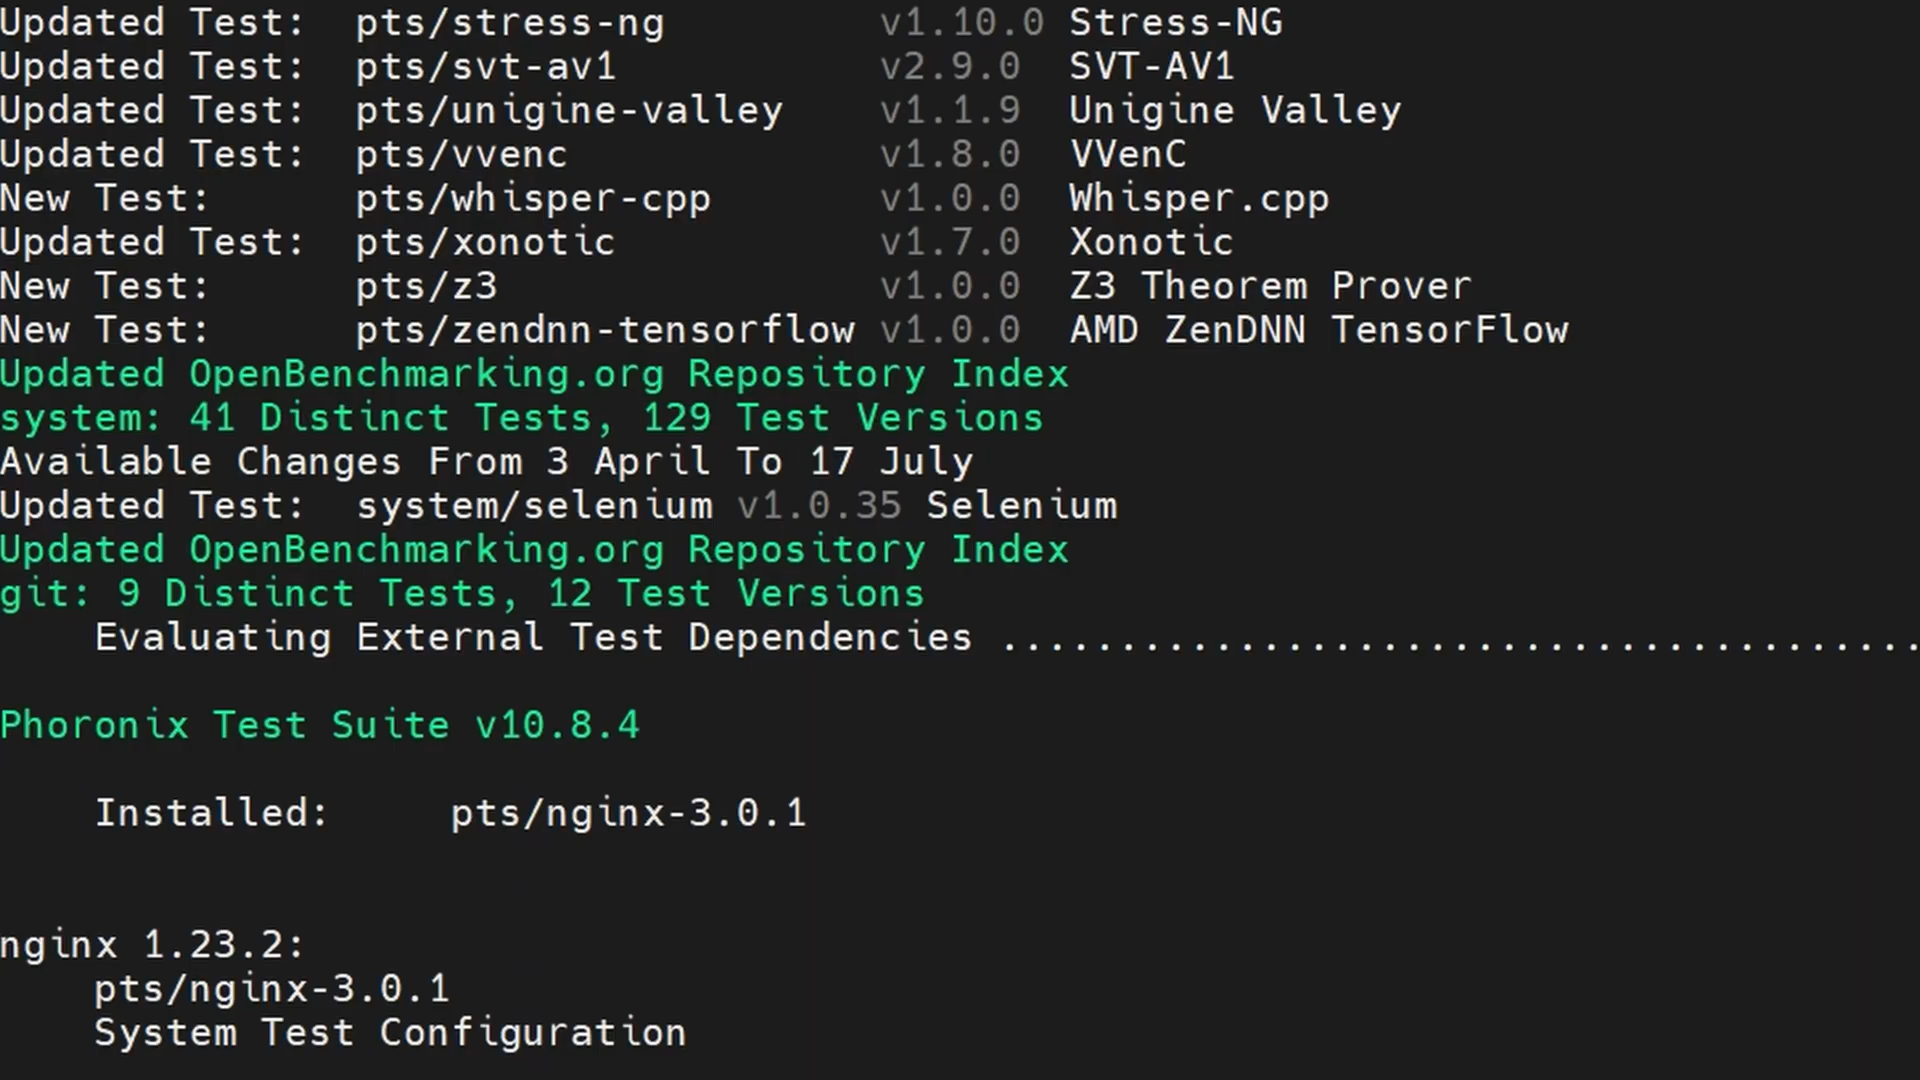 Updated Test:  pts/stress-ng         v1.10.0 Stress-NG
Updated Test:  pts/svt-av1           v2.9.0  SVT-AV1
Updated Test:  pts/unigine-valley    v1.1.9  Unigine Valley
Updated Test:  pts/vvenc             v1.8.0  VVenC
New Test:      pts/whisper-cpp       v1.0.0  Whisper.cpp
Updated Test:  pts/xonotic           v1.7.0  Xonotic
New Test:      pts/z3                v1.0.0  Z3 Theorem Prover
New Test:      pts/zendnn-tensorflow v1.0.0  AMD ZenDNN TensorFlow
Updated OpenBenchmarking.org Repository Index
system: 41 Distinct Tests, 129 Test Versions
Available Changes From 3 April To 17 July
Updated Test:  system/selenium v1.0.35 Selenium
Updated OpenBenchmarking.org Repository Index
git: 9 Distinct Tests, 12 Test Versions
    Evaluating External Test Dependencies .......................................
Phoronix Test Suite v10.8.4
    Installed:     pts/nginx-3.0.1
nginx 1.23.2:
    pts/nginx-3.0.1
    System Test Configuration